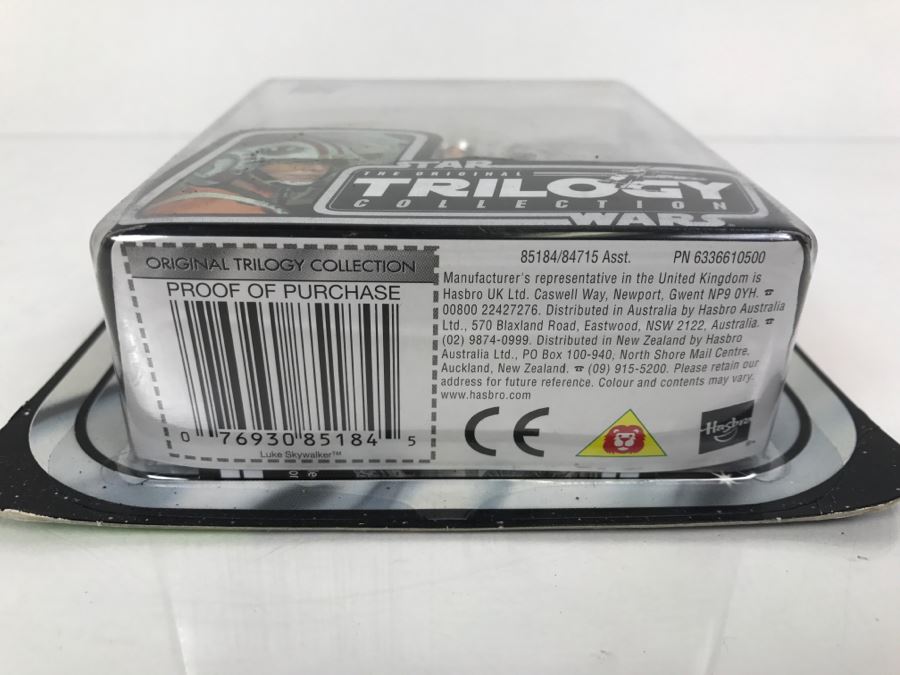 STAR
THE ORIGINAL
TRILOGY
COLLECTION
WARS
ORIGINAL TRILOGY COLLECTION
PROOF OF PURCHASE
0 76930 85184 5
Luke Skywalker™
85184/84715 Asst. PN 6336610500
Manufacturer's representative in the United Kingdom is
Hasbro UK Ltd. Caswell Way, Newport, Gwent NP9 0YH. ☎
00800 22427276. Distributed in Australia by Hasbro Australia
Ltd., 570 Blaxland Road, Eastwood, NSW 2122, Australia. ☎
(02) 9874-0999. Distributed in New Zealand by Hasbro
Australia Ltd., PO Box 100-940, North Shore Mail Centre,
Auckland, New Zealand. ☎ (09) 915-5200. Please retain our
address for future reference. Colour and contents may vary.
www.hasbro.com
CE
Hasbro